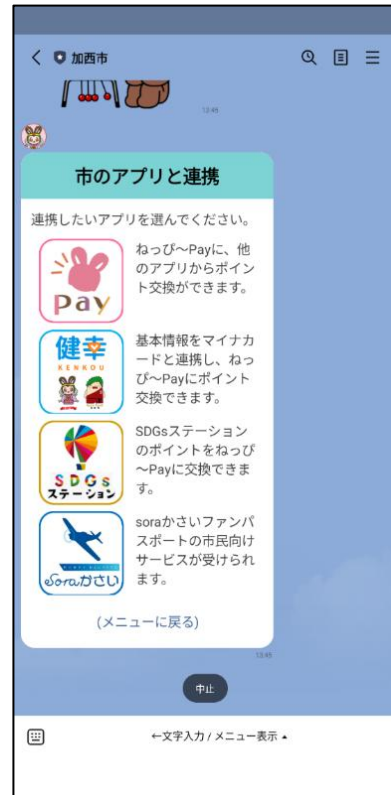 加西市
13:48
市のアプリと連携
連携したいアプリを選んでください。
Pay
ねっぴ～Payに、他
のアプリからポイン
ト交換ができます。
健幸
KENKOU
基本情報をマイナカ
ードと連携し、ねっ
ぴ～Payにポイント
交換できます。
SDGs
ステーション
SDGsステーション
のポイントをねっぴ
～Payに交換できま
す。
Soraかさい
soraかさいファンパ
スポートの市民向け
サービスが受けられ
ます。
(メニューに戻る)
13:48
中止
←文字入力 / メニュー表示 ▴